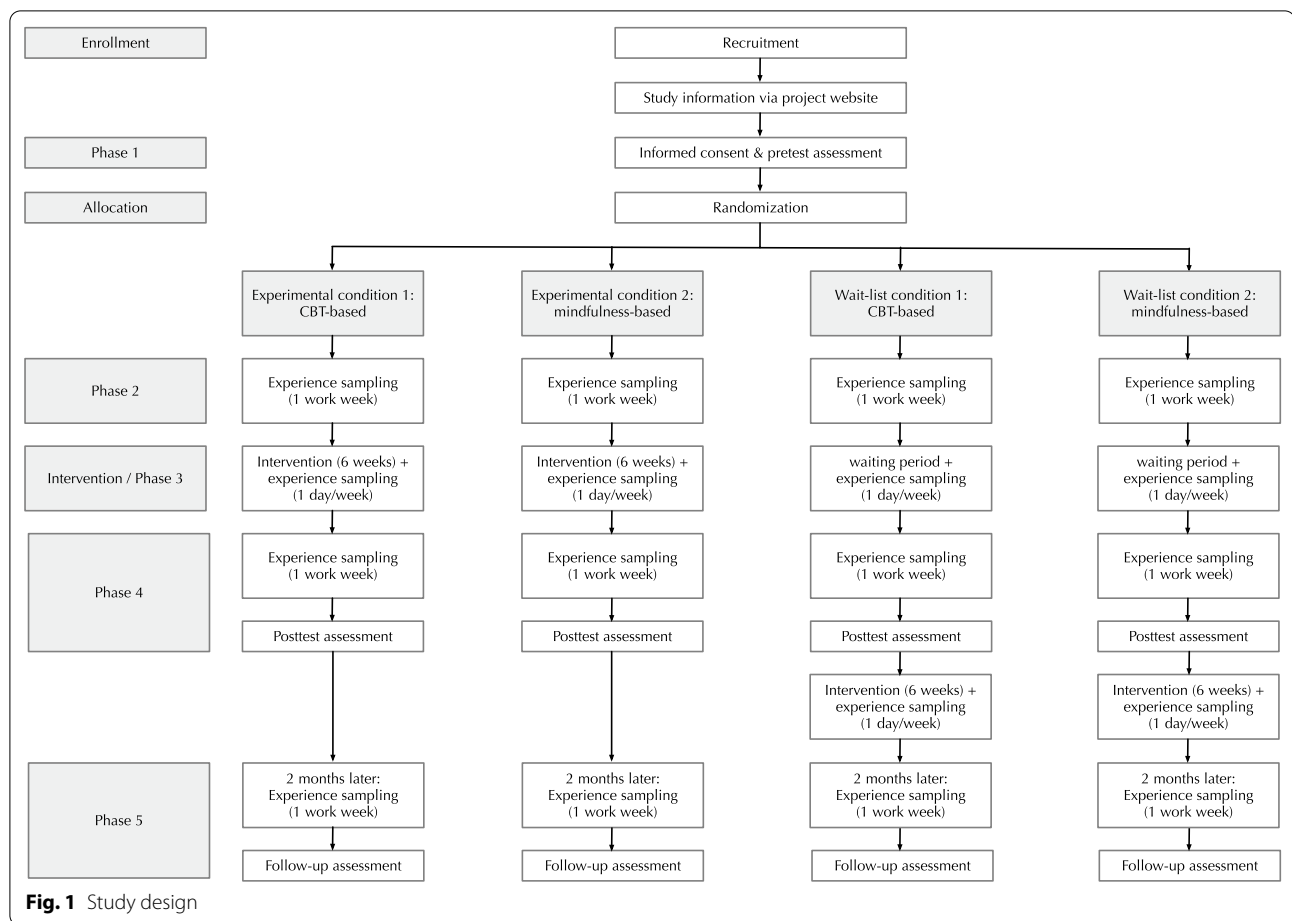 Enrollment
Recruitment
Study information via project website
Phase 1
Informed consent & pretest assessment
Allocation
Randomization
Experimental condition 1:
CBT-based
Experimental condition 2:
mindfulness-based
Wait-list condition 1:
CBT-based
Wait-list condition 2:
mindfulness-based
Phase 2
Experience sampling
(1 work week)
Experience sampling
(1 work week)
Experience sampling
(1 work week)
Experience sampling
(1 work week)
Intervention / Phase 3
Intervention (6 weeks) +
experience sampling
(1 day/week)
Intervention (6 weeks) +
experience sampling
(1 day/week)
waiting period +
experience sampling
(1 day/week)
waiting period +
experience sampling
(1 day/week)
Phase 4
Experience sampling
(1 work week)
Experience sampling
(1 work week)
Experience sampling
(1 work week)
Experience sampling
(1 work week)
Posttest assessment
Posttest assessment
Posttest assessment
Posttest assessment
Intervention (6 weeks) +
experience sampling
(1 day/week)
Intervention (6 weeks) +
experience sampling
(1 day/week)
Phase 5
2 months later:
Experience sampling
(1 work week)
2 months later:
Experience sampling
(1 work week)
2 months later:
Experience sampling
(1 work week)
2 months later:
Experience sampling
(1 work week)
Follow-up assessment
Follow-up assessment
Follow-up assessment
Follow-up assessment
Fig. 1 Study design